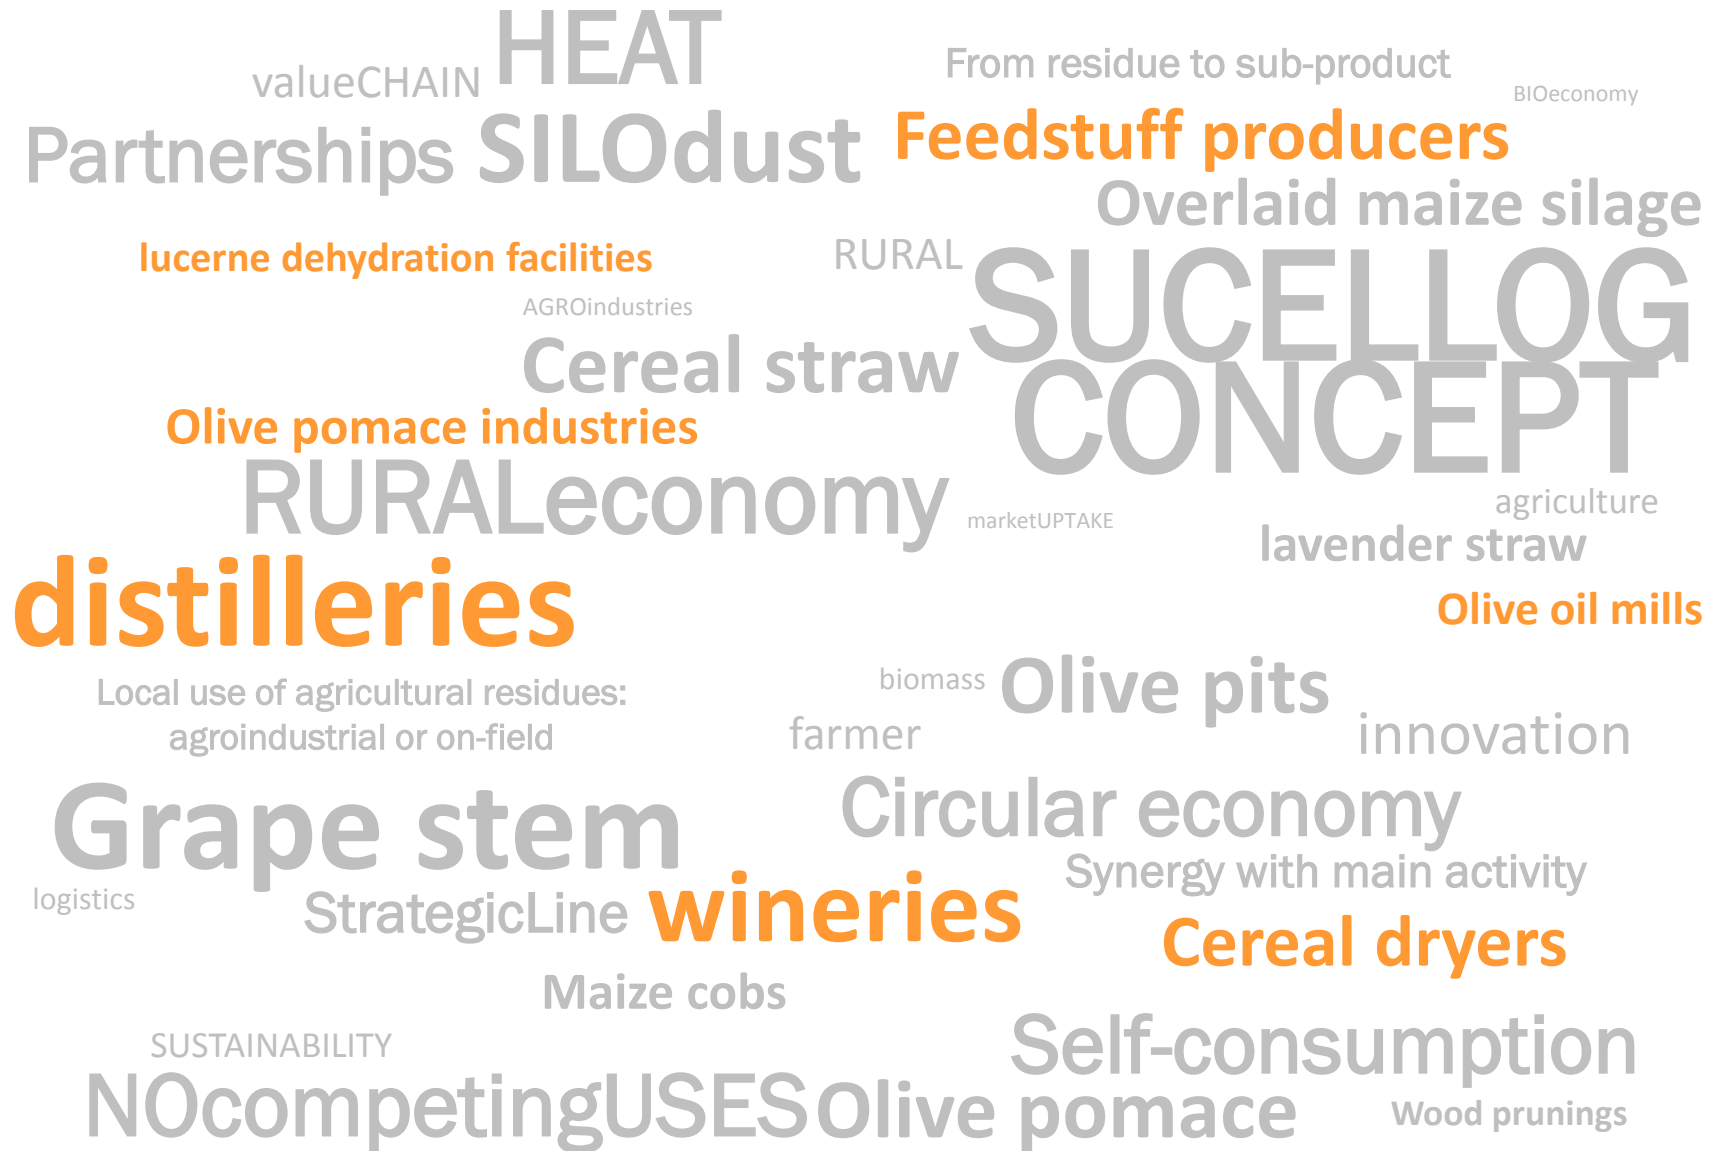 HEAT
From residue to sub-product
valueCHAIN
BIOeconomy
Partnerships
SILOdust
Feedstuff producers
Overlaid maize silage
lucerne dehydration facilities
RURAL
SUCELLOG
CONCEPT
AGROindustries
Cereal straw
Olive pomace industries
RURALeconomy
marketUPTAKE
agriculture
lavender straw
distilleries
Olive oil mills
Local use of agricultural residues:
agroindustrial or on-field
biomass
Olive pits
farmer
innovation
Grape stem
Circular economy
Synergy with main activity
logistics
StrategicLine
wineries
Cereal dryers
Maize cobs
SUSTAINABILITY
Self-consumption
NOcompetingUSES
Olive pomace
Wood prunings